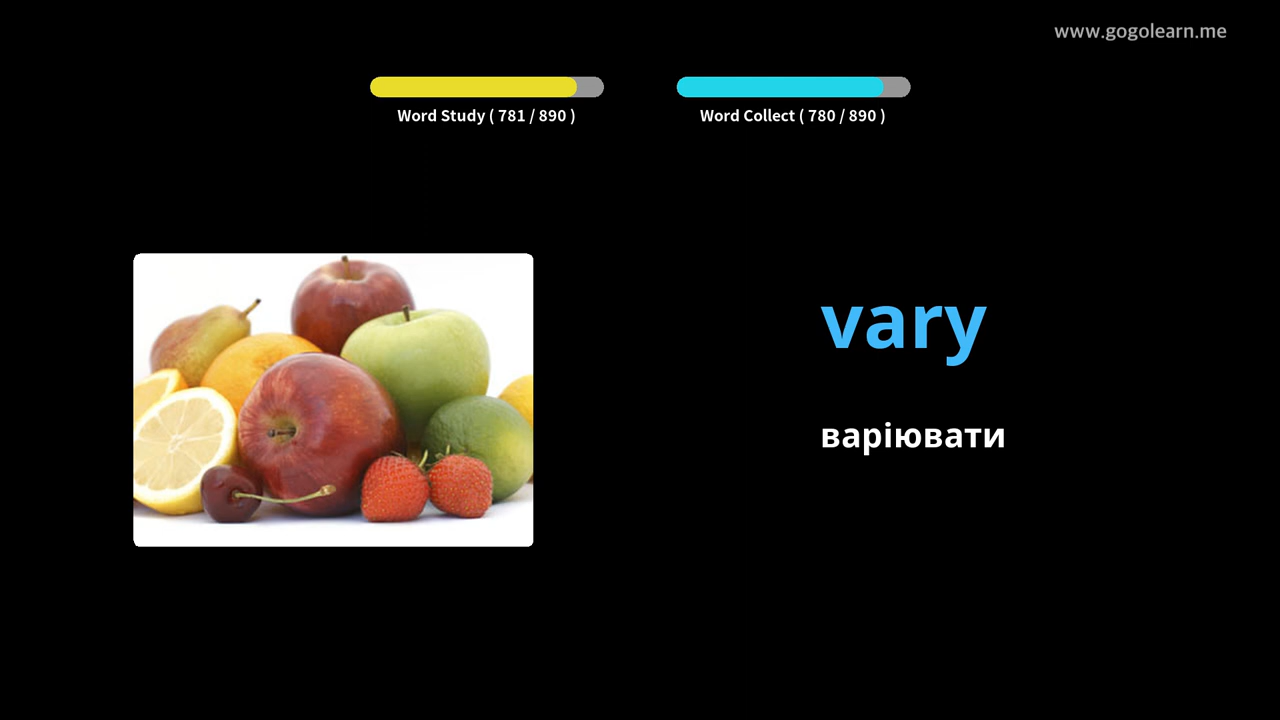 www.gogolearn.me
Word Study ( 781 / 890 )
Word Collect ( 780 / 890 )
vary
варіювати